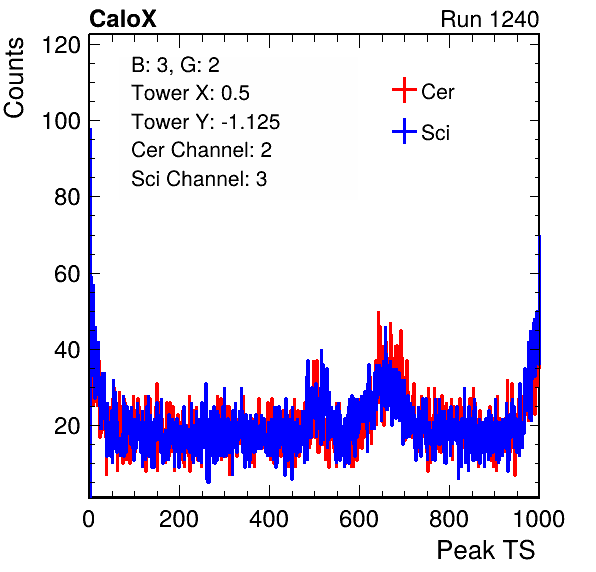 CaloX Run 1240
Counts
B: 3, G: 2
Tower X: 0.5
Tower Y: -1.125
Cer Channel: 2
Sci Channel: 3
Cer
Sci
120
100
80
60
40
20
0 200 400 600 800 1000
Peak TS